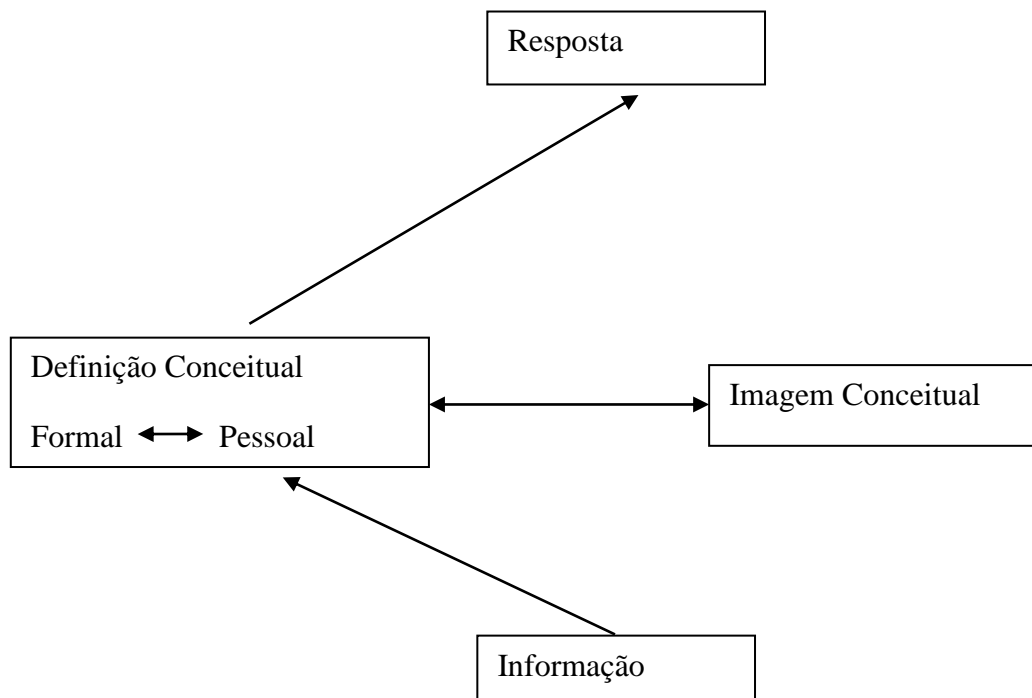 Resposta
Definição Conceitual
Formal Pessoal
Imagem Conceitual
Informação